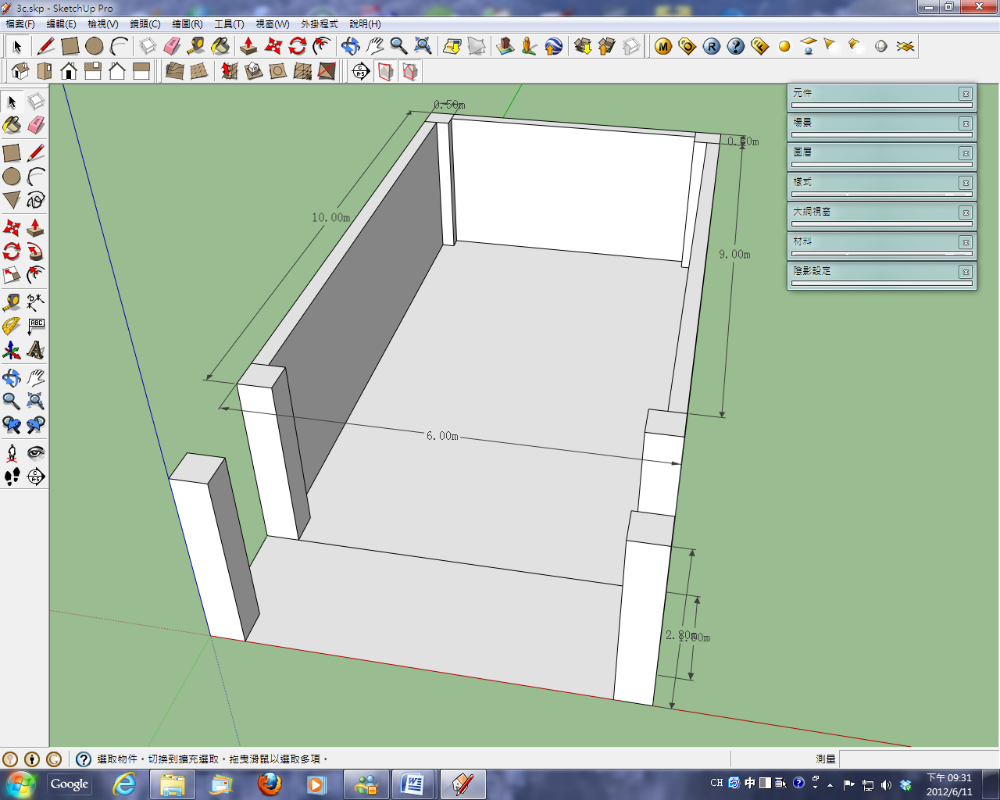 3c.skp - SketchUp Pro
檔案(F) 編輯(E) 檢視(V) 鏡頭(C) 繪圖(R) 工具(T) 視窗(W) 外掛程式 說明(H)
元件
場景
圖層
樣式
大綱視窗
材料
陰影設定
0.50m
10.00m
9.00m
6.00m
2.80m
ABC
選取物件。切換到擴充選取。拖曳滑鼠以選取多項。
測量
Google
CH
中
下午 09:31
2012/6/11